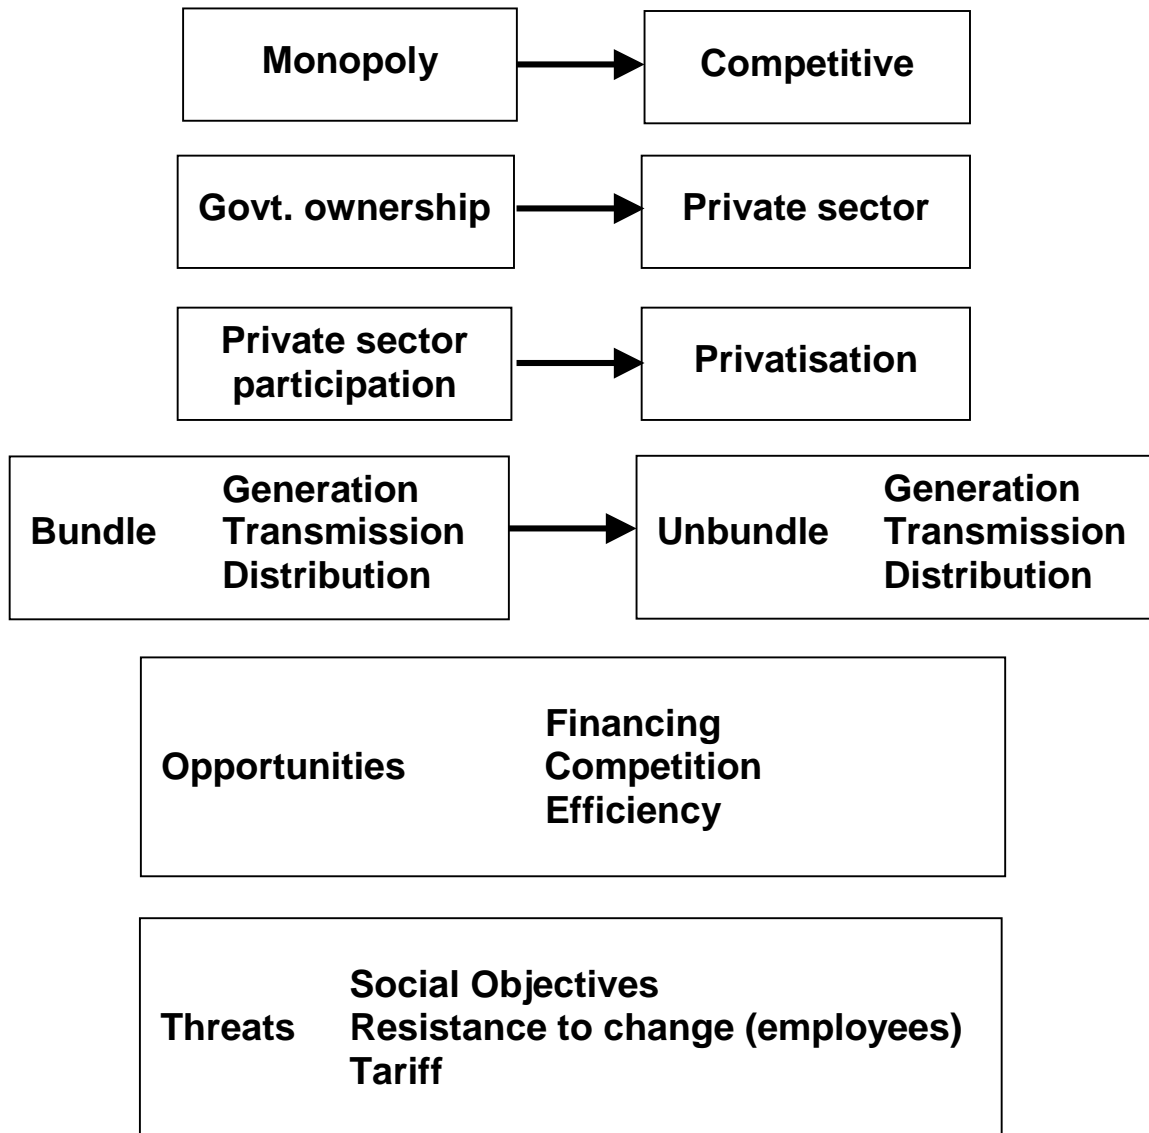 Monopoly
Competitive
Govt. ownership
Private sector
Private sector
participation
Privatisation
Bundle
Generation
Transmission
Distribution
Unbundle
Generation
Transmission
Distribution
Opportunities
Financing
Competition
Efficiency
Threats
Social Objectives
Resistance to change (employees)
Tariff